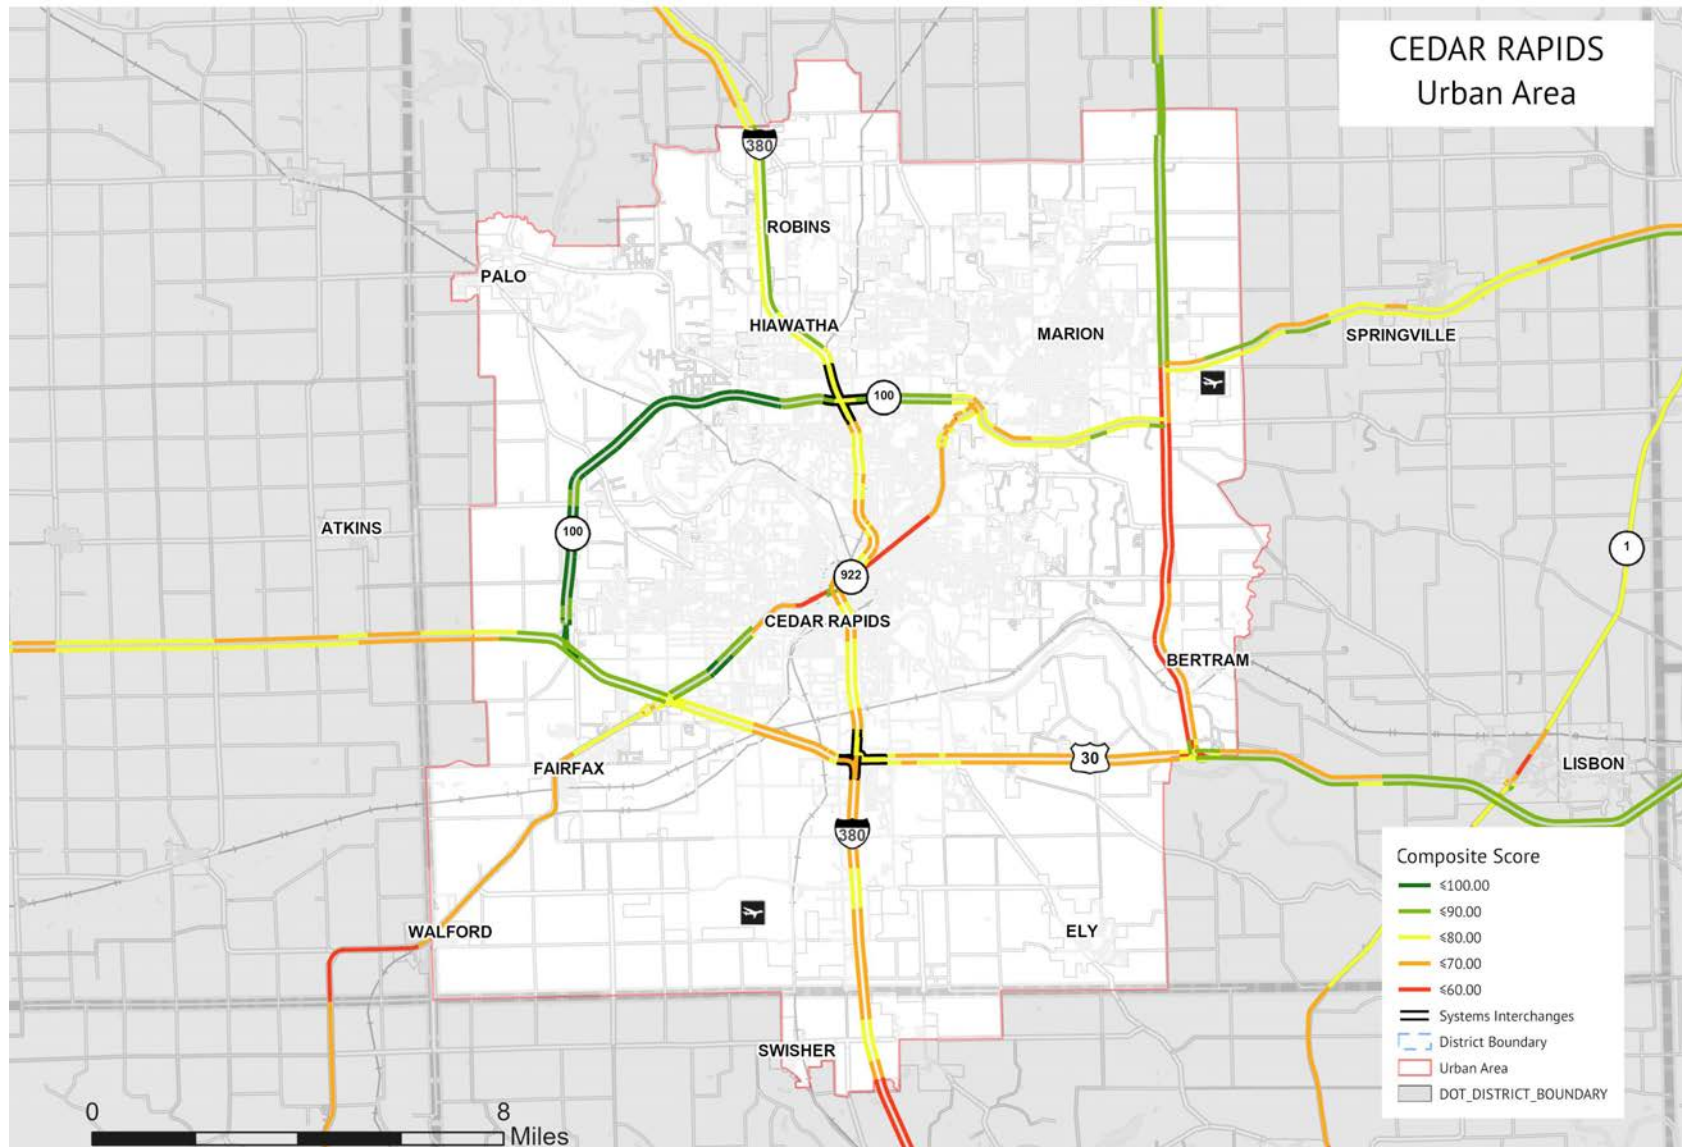 CEDAR RAPIDS
Urban Area
380
ROBINS
PALO
HIAWATHA
MARION
SPRINGVILLE
100
ATKINS
100
1
922
CEDAR RAPIDS
BERTRAM
30
FAIRFAX
LISBON
380
WALFORD
ELY
SWISHER
Composite Score
≤100.00
≤90.00
≤80.00
≤70.00
≤60.00
Systems Interchanges
District Boundary
Urban Area
DOT_DISTRICT_BOUNDARY
0 8
Miles